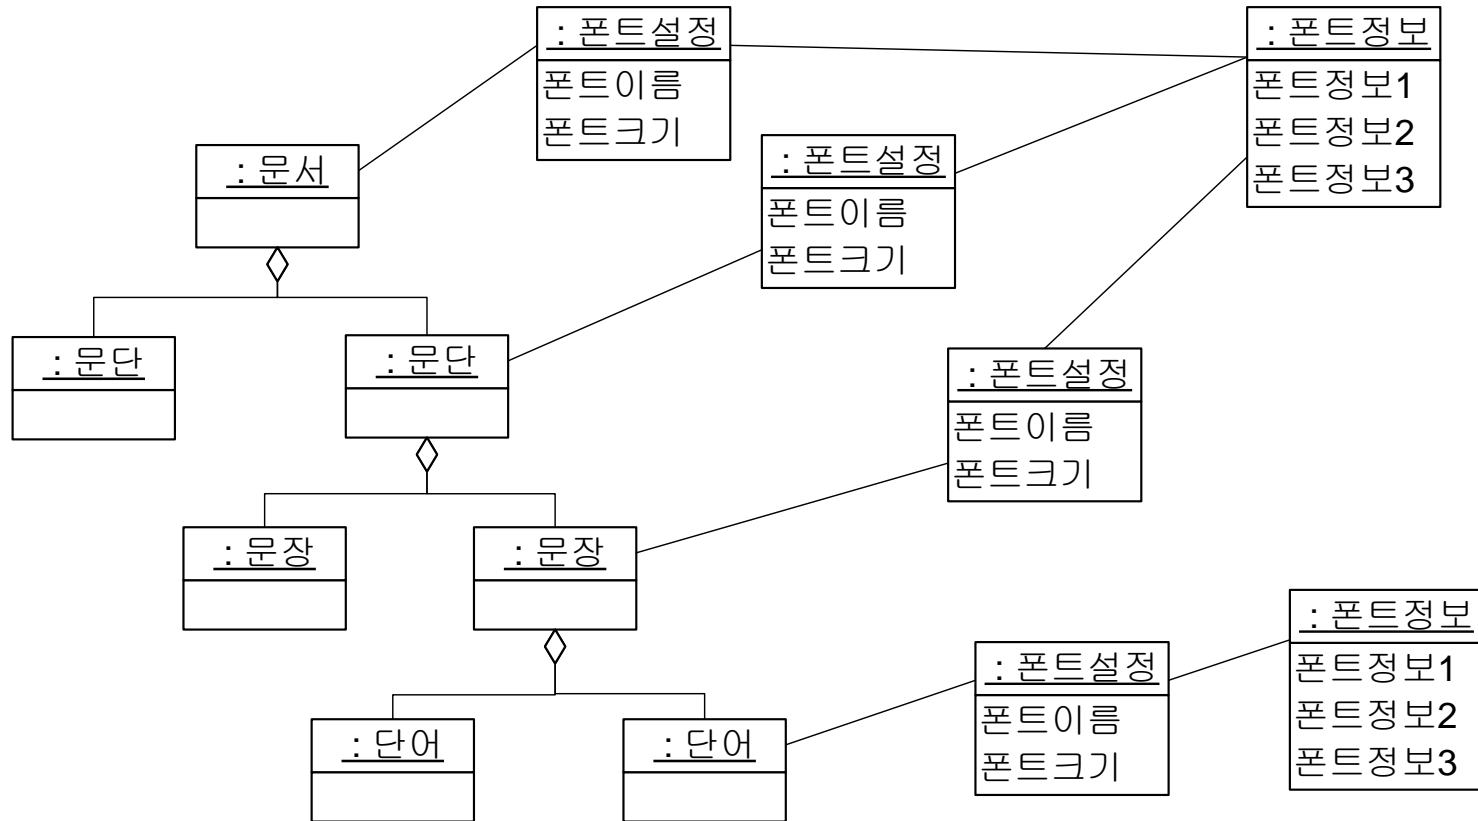 : 폰트설정
폰트이름
폰트크기
: 폰트정보
폰트정보1
폰트정보2
폰트정보3
: 문서
: 폰트설정
폰트이름
폰트크기
: 문단
: 문단
: 폰트설정
폰트이름
폰트크기
: 문장
: 문장
: 폰트설정
폰트이름
폰트크기
: 폰트정보
폰트정보1
폰트정보2
폰트정보3
: 단어
: 단어